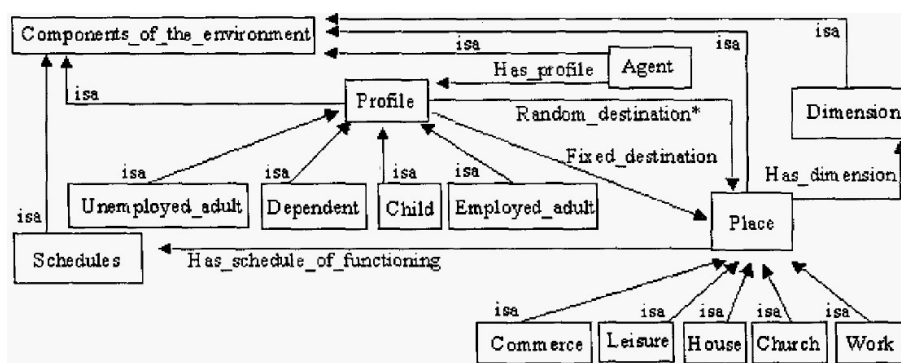 Components_of_the_environment
isa
isa
isa
Has_profile
Agent
isa
Profile
Random_destination*
Dimension
Fixed_destination
isa
isa
isa
isa
Has_dimension
Unemployed_adult
Dependent
Child
Employed_adult
Place
isa
Schedules
Has_schedule_of_functioning
isa
isa
isa
isa
isa
Commerce
Leisure
House
Church
Work